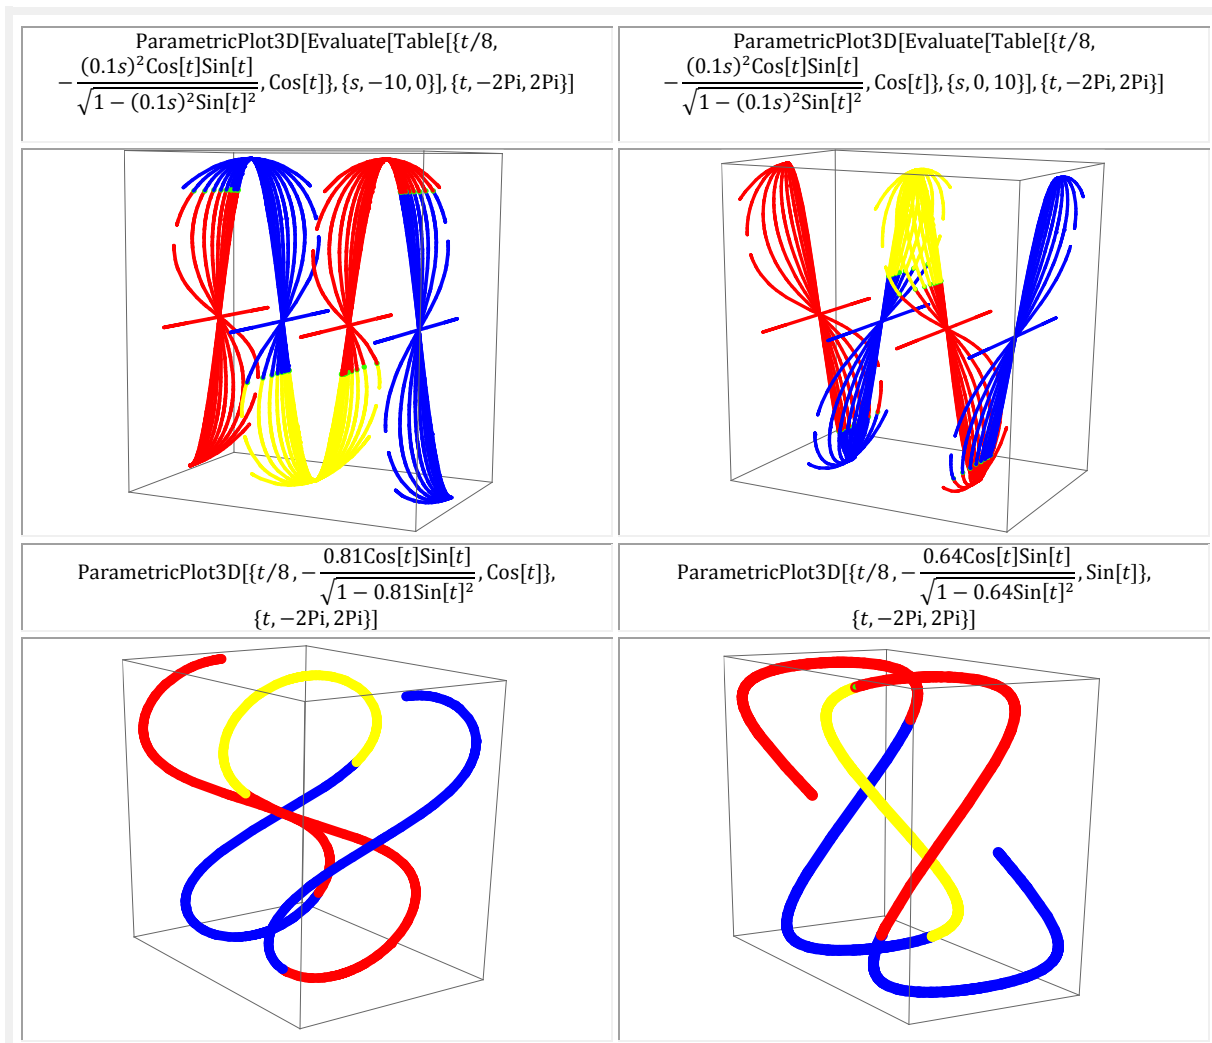 ParametricPlot3D[Evaluate[Table[{t/8,
−(0.1s)²Cos[t]Sin[t]/√(1 − (0.1s)²Sin[t]²), Cos[t]}, {s, −10, 0}], {t, −2Pi, 2Pi}]
ParametricPlot3D[Evaluate[Table[{t/8,
−(0.1s)²Cos[t]Sin[t]/√(1 − (0.1s)²Sin[t]²), Cos[t]}, {s, 0, 10}], {t, −2Pi, 2Pi}]
ParametricPlot3D[{t/8 , −0.81Cos[t]Sin[t]/√(1 − 0.81Sin[t]²), Cos[t]},
{t, −2Pi, 2Pi}]
ParametricPlot3D[{t/8 , −0.64Cos[t]Sin[t]/√(1 − 0.64Sin[t]²), Sin[t]},
{t, −2Pi, 2Pi}]